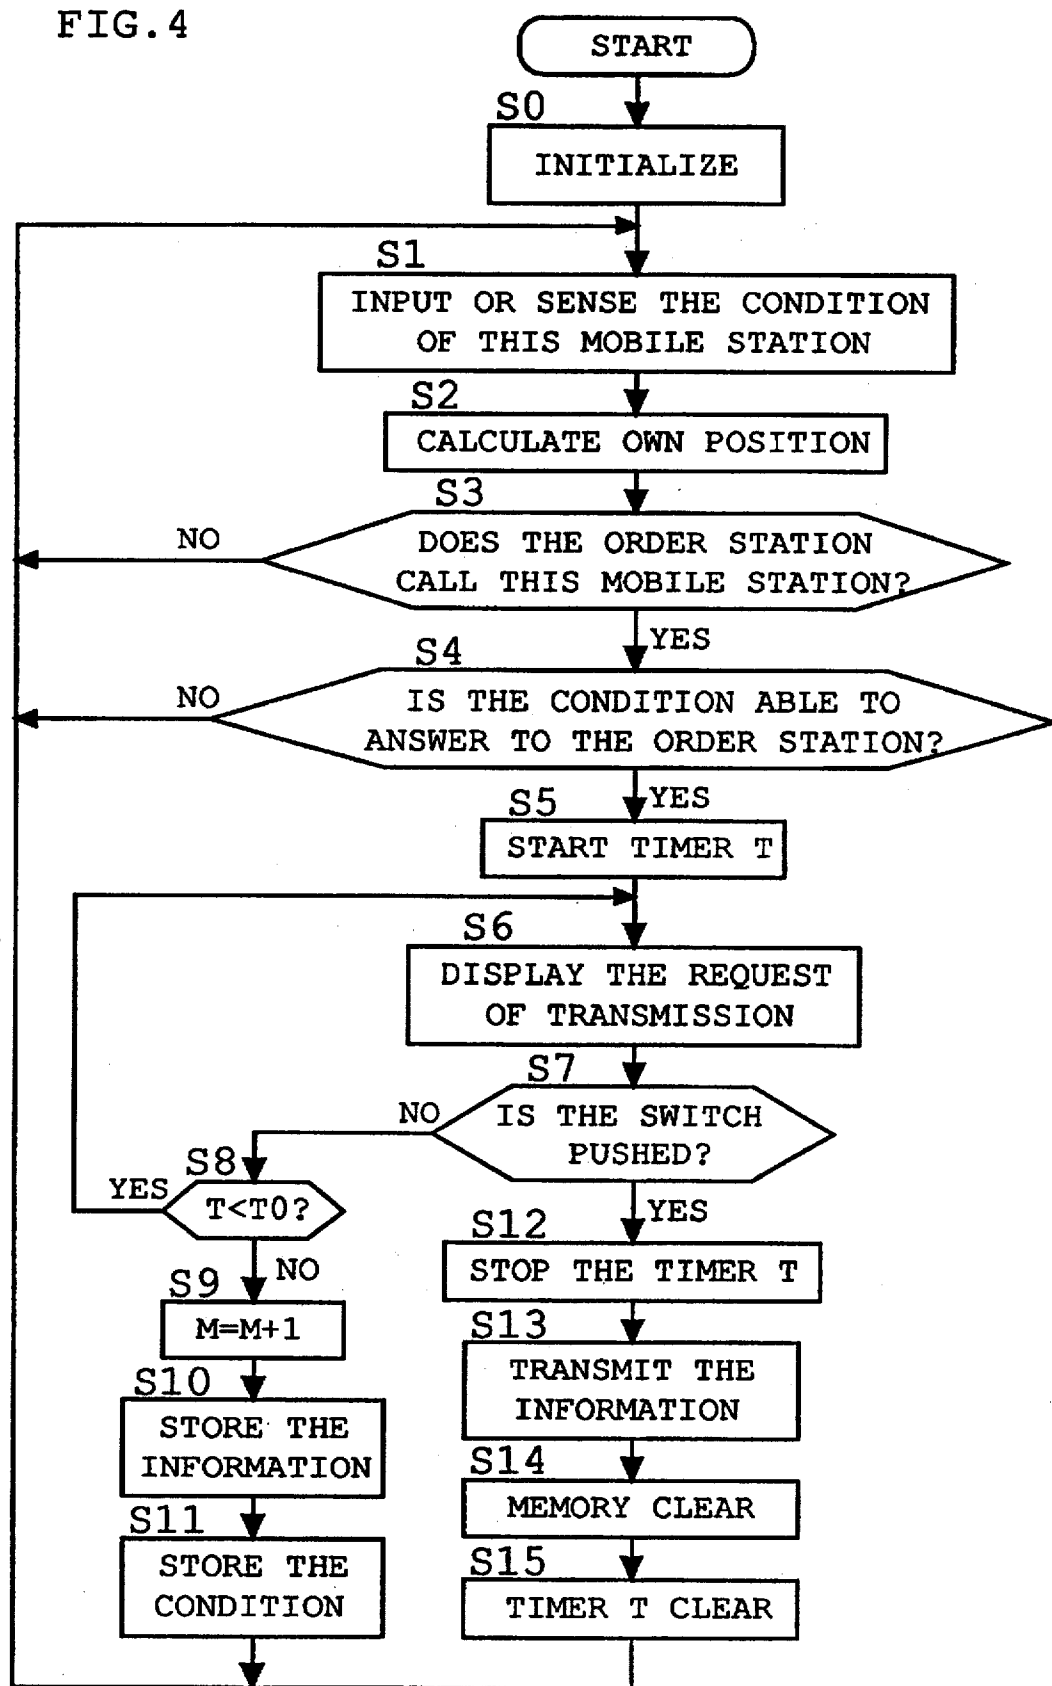 FIG.4
START
S0
INITIALIZE
S1
INPUT OR SENSE THE CONDITION
OF THIS MOBILE STATION
S2
CALCULATE OWN POSITION
S3
NO
DOES THE ORDER STATION
CALL THIS MOBILE STATION?
YES
S4
NO
IS THE CONDITION ABLE TO
ANSWER TO THE ORDER STATION?
YES
S5
START TIMER T
S6
DISPLAY THE REQUEST
OF TRANSMISSION
S7
NO
IS THE SWITCH
PUSHED?
S8
YES
T<T0?
NO
S9
M=M+1
S10
STORE THE
INFORMATION
S11
STORE THE
CONDITION
YES
S12
STOP THE TIMER T
S13
TRANSMIT THE
INFORMATION
S14
MEMORY CLEAR
S15
TIMER T CLEAR